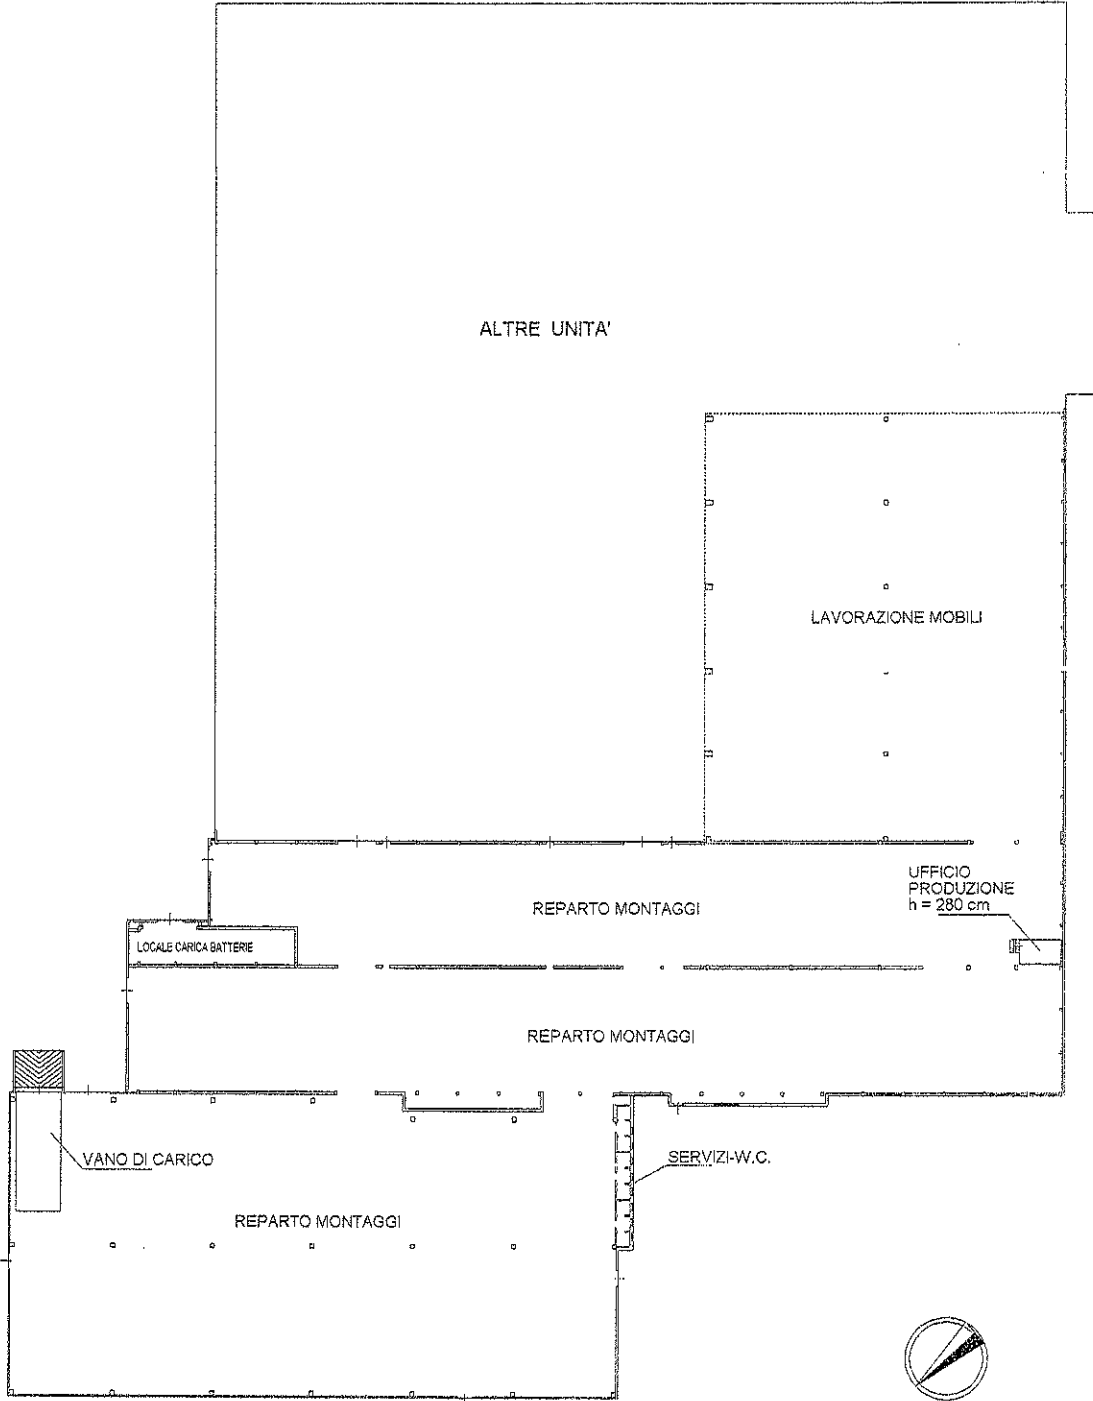 ALTRE UNITA'
LAVORAZIONE MOBILI
UFFICIO
PRODUZIONE
h = 280 cm
REPARTO MONTAGGI
LOCALE CARICA BATTERIE
REPARTO MONTAGGI
VANO DI CARICO
SERVIZI-W.C.
REPARTO MONTAGGI